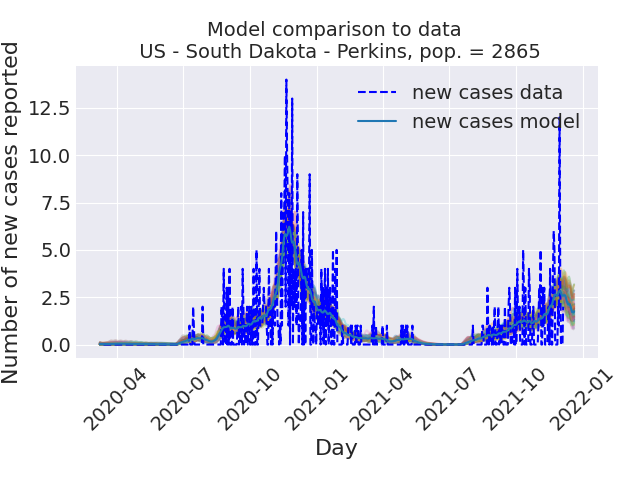 Model comparison to data
US - South Dakota - Perkins, pop. = 2865
new cases data
new cases model
Number of new cases reported
12.5
10.0
7.5
5.0
2.5
0.0
2020-04
2020-07
2020-10
2021-01
2021-04
2021-07
2021-10
2022-01
Day